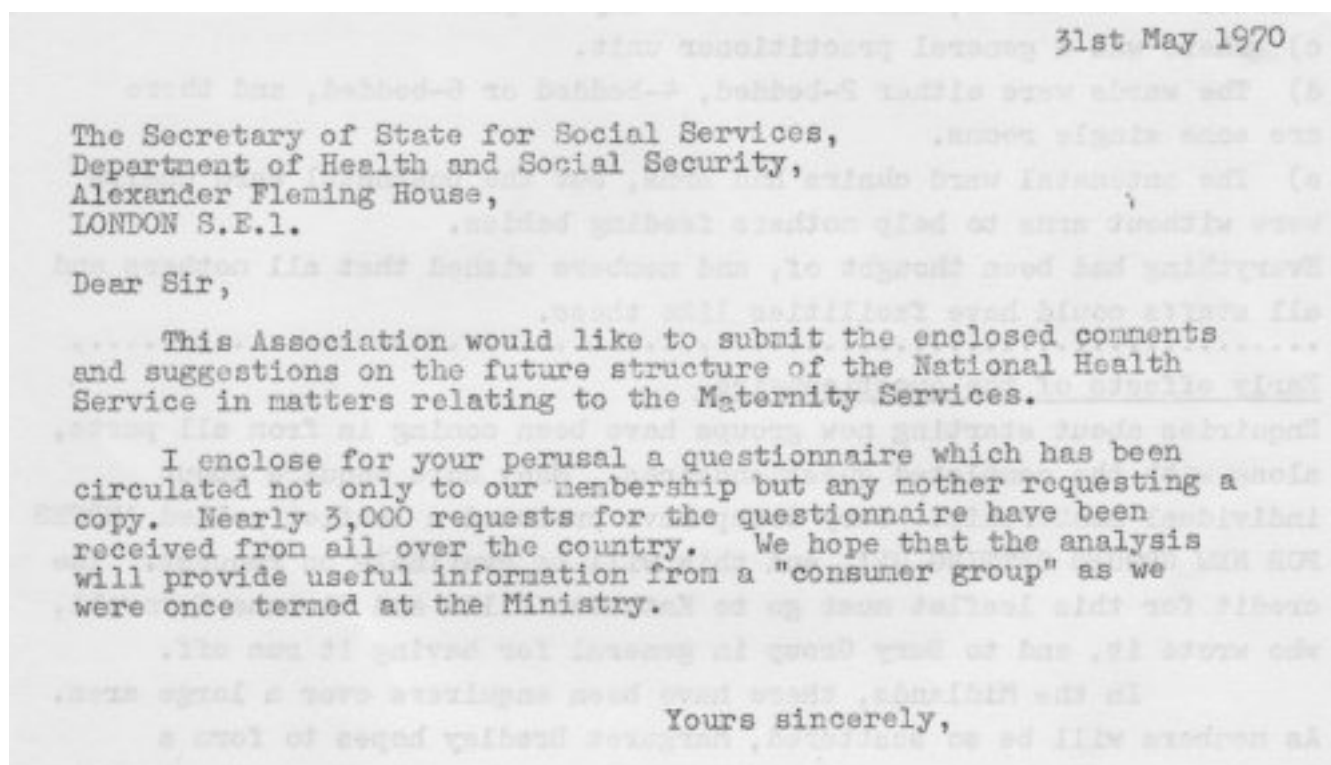 31st May 1970
The Secretary of State for Social Services,
Department of Health and Social Security,
Alexander Fleming House,
LONDON S.E.1.
Dear Sir,
This Association would like to submit the enclosed comments
and suggestions on the future structure of the National Health
Service in matters relating to the Maternity Services.
I enclose for your perusal a questionnaire which has been
circulated not only to our membership but any mother requesting a
copy. Nearly 3,000 requests for the questionnaire have been
received from all over the country. We hope that the analysis
will provide useful information from a "consumer group" as we
were once termed at the Ministry.
Yours sincerely,